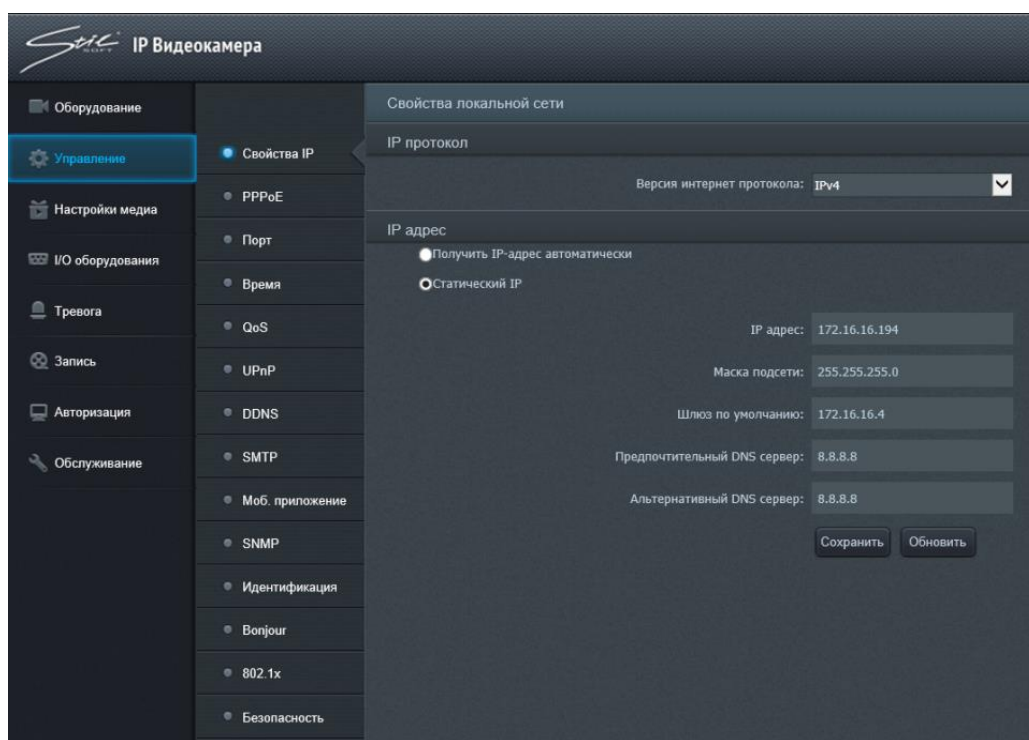 Stil SOFT IP Видеокамера
Оборудование
Управление
Настройки медиа
I/O оборудования
Тревога
Запись
Авторизация
Обслуживание
Свойства IP
PPPoE
Порт
Время
QoS
UPnP
DDNS
SMTP
Моб. приложение
SNMP
Идентификация
Bonjour
802.1x
Безопасность
Свойства локальной сети
IP протокол
Версия интернет протокола: IPv4
IP адрес
Получить IP-адрес автоматически
Статический IP
IP адрес: 172.16.16.194
Маска подсети: 255.255.255.0
Шлюз по умолчанию: 172.16.16.4
Предпочтительный DNS сервер: 8.8.8.8
Альтернативный DNS сервер: 8.8.8.8
Сохранить Обновить